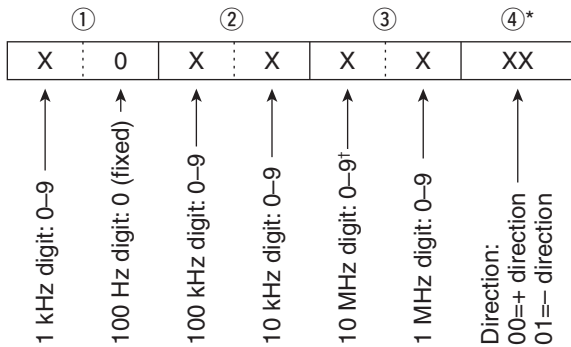 ① ② ③ ④*
X 0 X X X X XX
1 kHz digit: 0–9
100 Hz digit: 0 (fixed)
100 kHz digit: 0–9
10 kHz digit: 0–9
10 MHz digit: 0–9†
1 MHz digit: 0–9
Direction:
00=+ direction
01=– direction